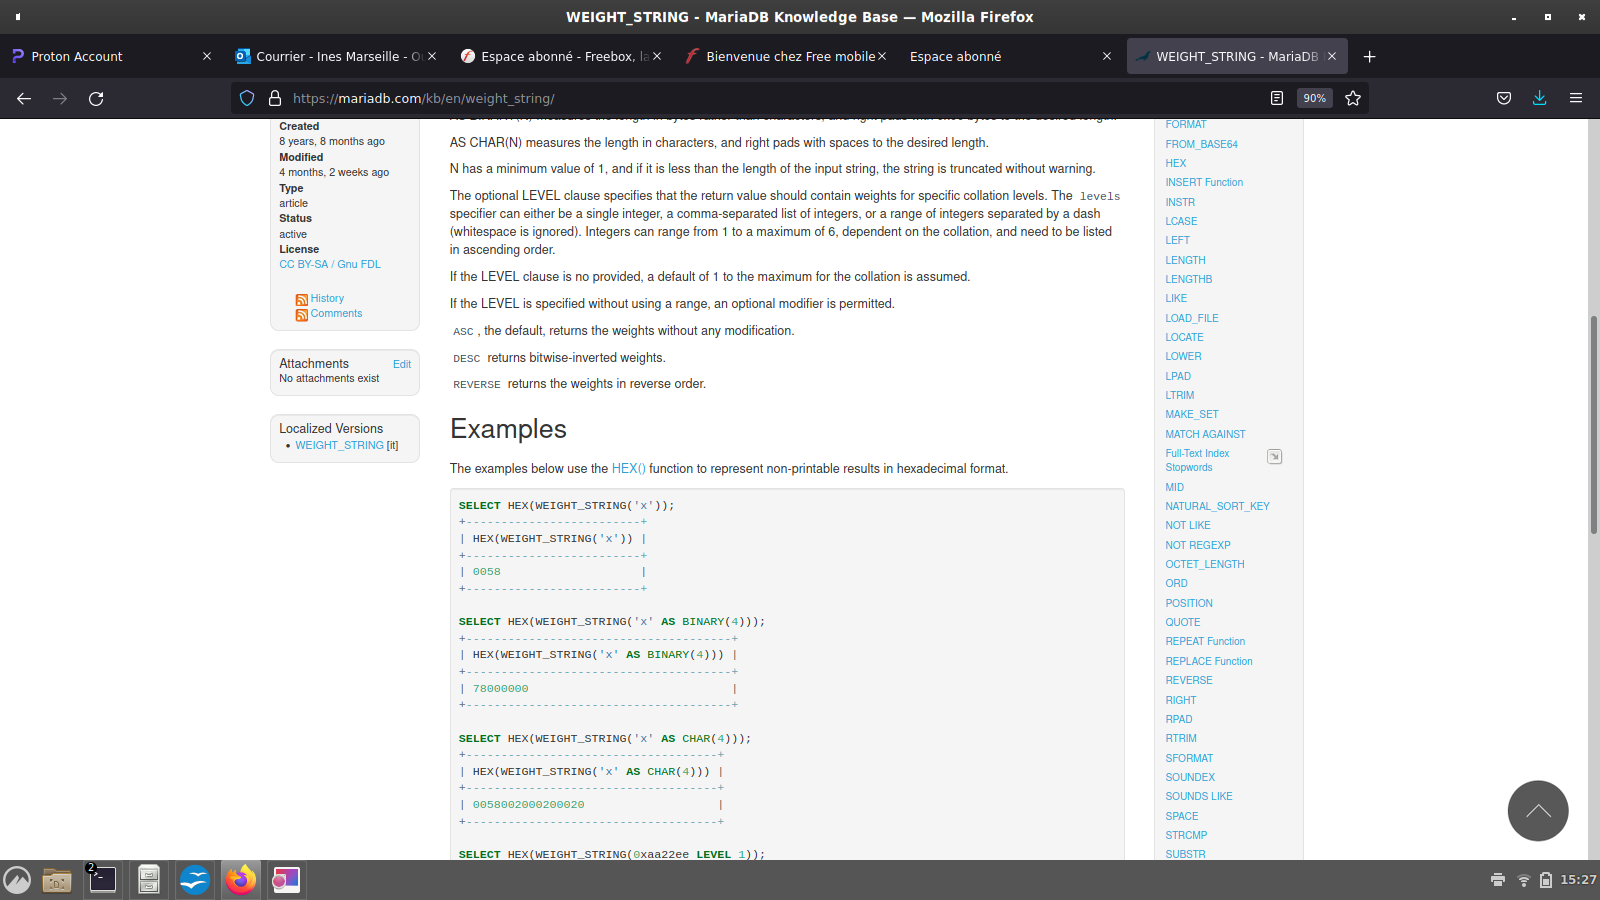 WEIGHT_STRING - MariaDB Knowledge Base — Mozilla Firefox
Proton Account
Courrier - Ines Marseille - O
Espace abonné - Freebox, la
Bienvenue chez Free mobile
Espace abonné
WEIGHT_STRING - MariaDB
https://mariadb.com/kb/en/weight_string/
90%
Created
8 years, 8 months ago
Modified
4 months, 2 weeks ago
Type
article
Status
active
License
CC BY-SA / Gnu FDL
History
Comments
Attachments
Edit
No attachments exist
Localized Versions
• WEIGHT_STRING [it]
AS CHAR(N) measures the length in characters, and right pads with spaces to the desired length.
N has a minimum value of 1, and if it is less than the length of the input string, the string is truncated without warning.
The optional LEVEL clause specifies that the return value should contain weights for specific collation levels. The levels
specifier can either be a single integer, a comma-separated list of integers, or a range of integers separated by a dash
(whitespace is ignored). Integers can range from 1 to a maximum of 6, dependent on the collation, and need to be listed
in ascending order.
If the LEVEL clause is no provided, a default of 1 to the maximum for the collation is assumed.
If the LEVEL is specified without using a range, an optional modifier is permitted.
ASC , the default, returns the weights without any modification.
DESC returns bitwise-inverted weights.
REVERSE returns the weights in reverse order.
Examples
The examples below use the HEX() function to represent non-printable results in hexadecimal format.
SELECT HEX(WEIGHT_STRING('x'));
+-------------------------+
| HEX(WEIGHT_STRING('x')) |
+-------------------------+
| 0058                    |
+-------------------------+
SELECT HEX(WEIGHT_STRING('x' AS BINARY(4)));
+--------------------------------------+
| HEX(WEIGHT_STRING('x' AS BINARY(4))) |
+--------------------------------------+
| 78000000                             |
+--------------------------------------+
SELECT HEX(WEIGHT_STRING('x' AS CHAR(4)));
+------------------------------------+
| HEX(WEIGHT_STRING('x' AS CHAR(4))) |
+------------------------------------+
| 0058002000200020                   |
+------------------------------------+
SELECT HEX(WEIGHT_STRING(0xaa22ee LEVEL 1));
FORMAT
FROM_BASE64
HEX
INSERT Function
INSTR
LCASE
LEFT
LENGTH
LENGTHB
LIKE
LOAD_FILE
LOCATE
LOWER
LPAD
LTRIM
MAKE_SET
MATCH AGAINST
Full-Text Index
Stopwords
MID
NATURAL_SORT_KEY
NOT LIKE
NOT REGEXP
OCTET_LENGTH
ORD
POSITION
QUOTE
REPEAT Function
REPLACE Function
REVERSE
RIGHT
RPAD
RTRIM
SFORMAT
SOUNDEX
SOUNDS LIKE
SPACE
STRCMP
SUBSTR
2
15:27